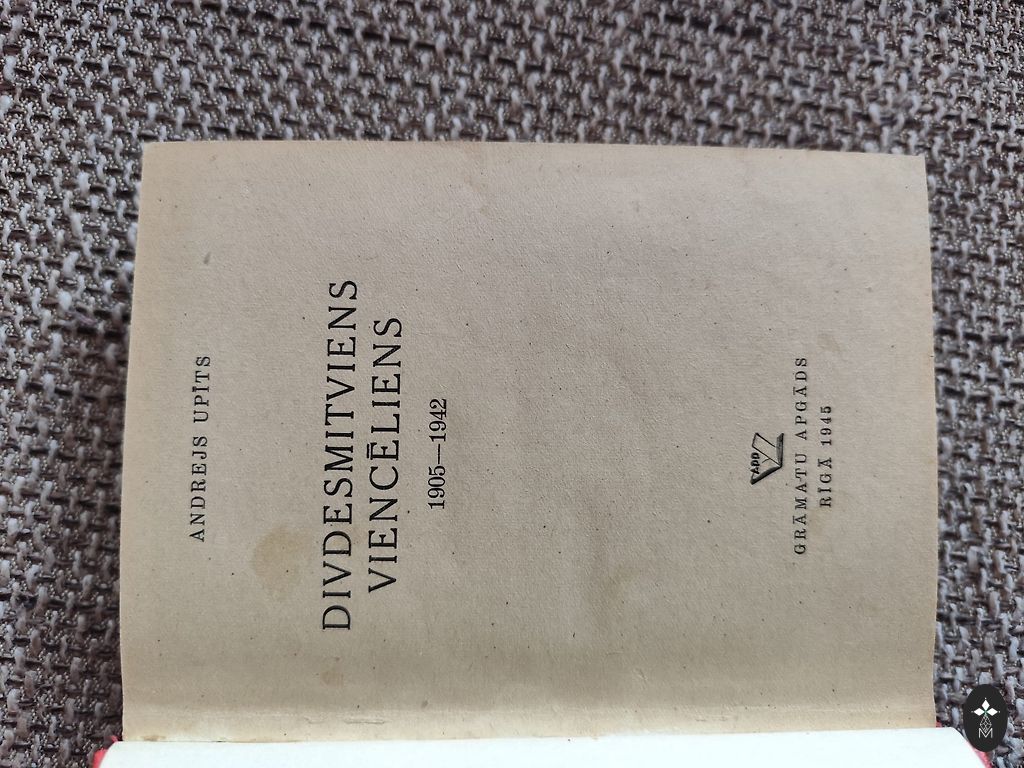 ANDREJS UPĪTS
DIVDESMITVIENS
VIENCĒLIENS
1905—1942
GRĀMATU APGĀDS
RĪGĀ 1945